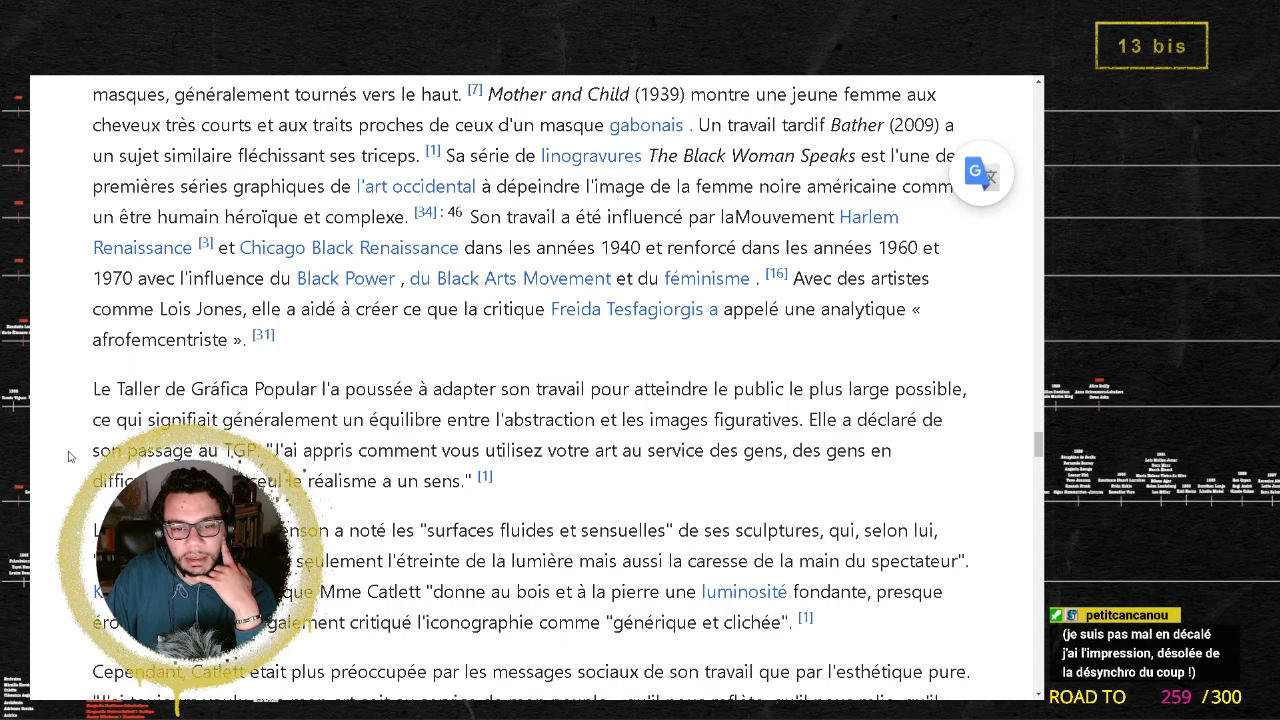 13 bis
masques, généralement tournés vers le haut. [7] Mother and Child (1939) montre une jeune femme aux
cheveux très courts et aux traits proches de ceux d'un masque gabonais . Un travail tardif Bather (2009) a
un sujet similaire fléchissant ses triceps. [1] Sa série de linogravures The Black Woman Speaks est l'une de
premières séries graphiques de l'art occidental à dépeindre l'image de la femme noire américaine comm
un être humain héroïque et complexe. [34] : 46 Son travail a été influencé par laMouvement Harlem
Renaissance [3] et Chicago Black Renaissance dans les années 1940 et renforcé dans les années 1960 et
1970 avec l'influence du Black Power , du Black Arts Movement et du féminisme . [16] Avec des artistes
comme Lois Jones, elle a aidé à créer ce que la critique Freida Tesfagiorgis a appelé une analytique «
afrofemcentriste ». [31]
Le Taller de Gráfica Popular l'a poussée à adapter son travail pour atteindre le public le plus large possible,
ce qui signifiait généralement un équilibre entre l'abstraction et les images figuratives. Elle a déclaré de
son passage au TGP, "J'ai appris comment vous utilisez votre art au service des gens, des gens en
réalisme a un sens." [1]
a noté les "surfaces fluides et sensuelles" de ses sculptures, qui, selon lui,
seulement l'étreinte de la lumière mais aussi la caresse de la main du spectateur".
que Mme Catlett "donne au bois et à la pierre une luminosité fondante, presque
également critiqué l'iconographie comme "générique et clichée". [1]
Cependant, Catlett était plus préoccupée par les messages sociaux de son travail que par l'esthétique pure.
petitcancanou
(je suis pas mal en décalé
j'ai l'impression, désolée de
la désynchro du coup !)
ROAD TO 259 / 300